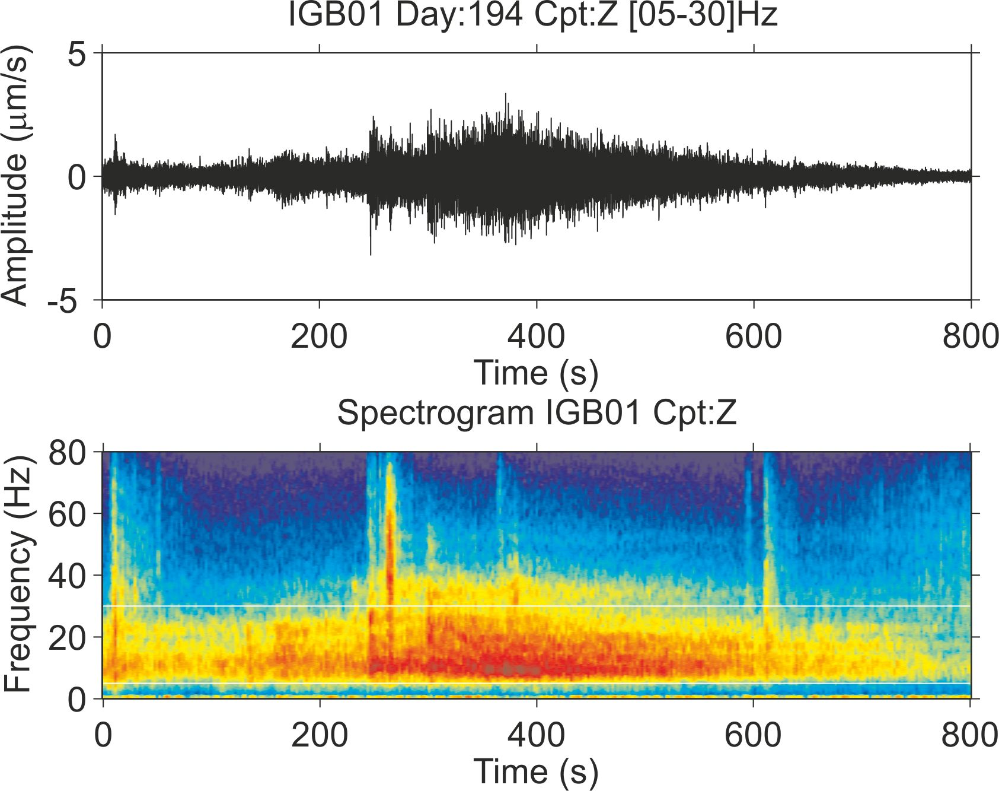 IGB01 Day:194 Cpt:Z [05-30]Hz
Amplitude (μm/s)
5
0
-5
0 200 400 600 800
Time (s)
Spectrogram IGB01 Cpt:Z
Frequency (Hz)
80
60
40
20
0
0 200 400 600 800
Time (s)